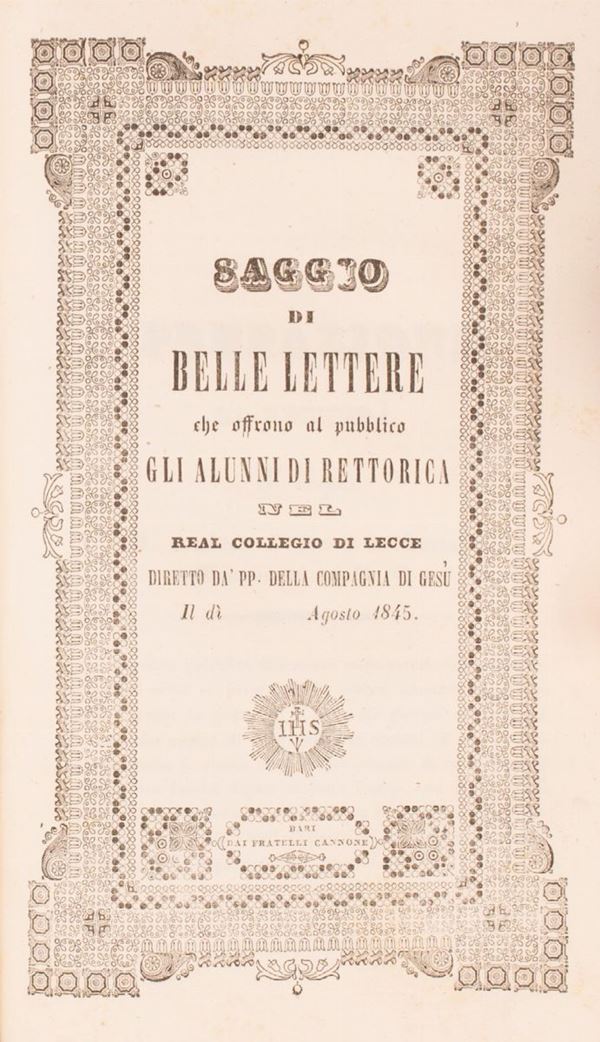 SAGGIO
DI
BELLE LETTERE
che offrono al pubblico
GLI ALUNNI DI RETTORICA
NEL
REAL COLLEGIO DI LECCE
DIRETTO DA' PP. DELLA COMPAGNIA DI GESU'
Il dì Agosto 1845.
IHS
BARI
DAI FRATELLI CANNONE